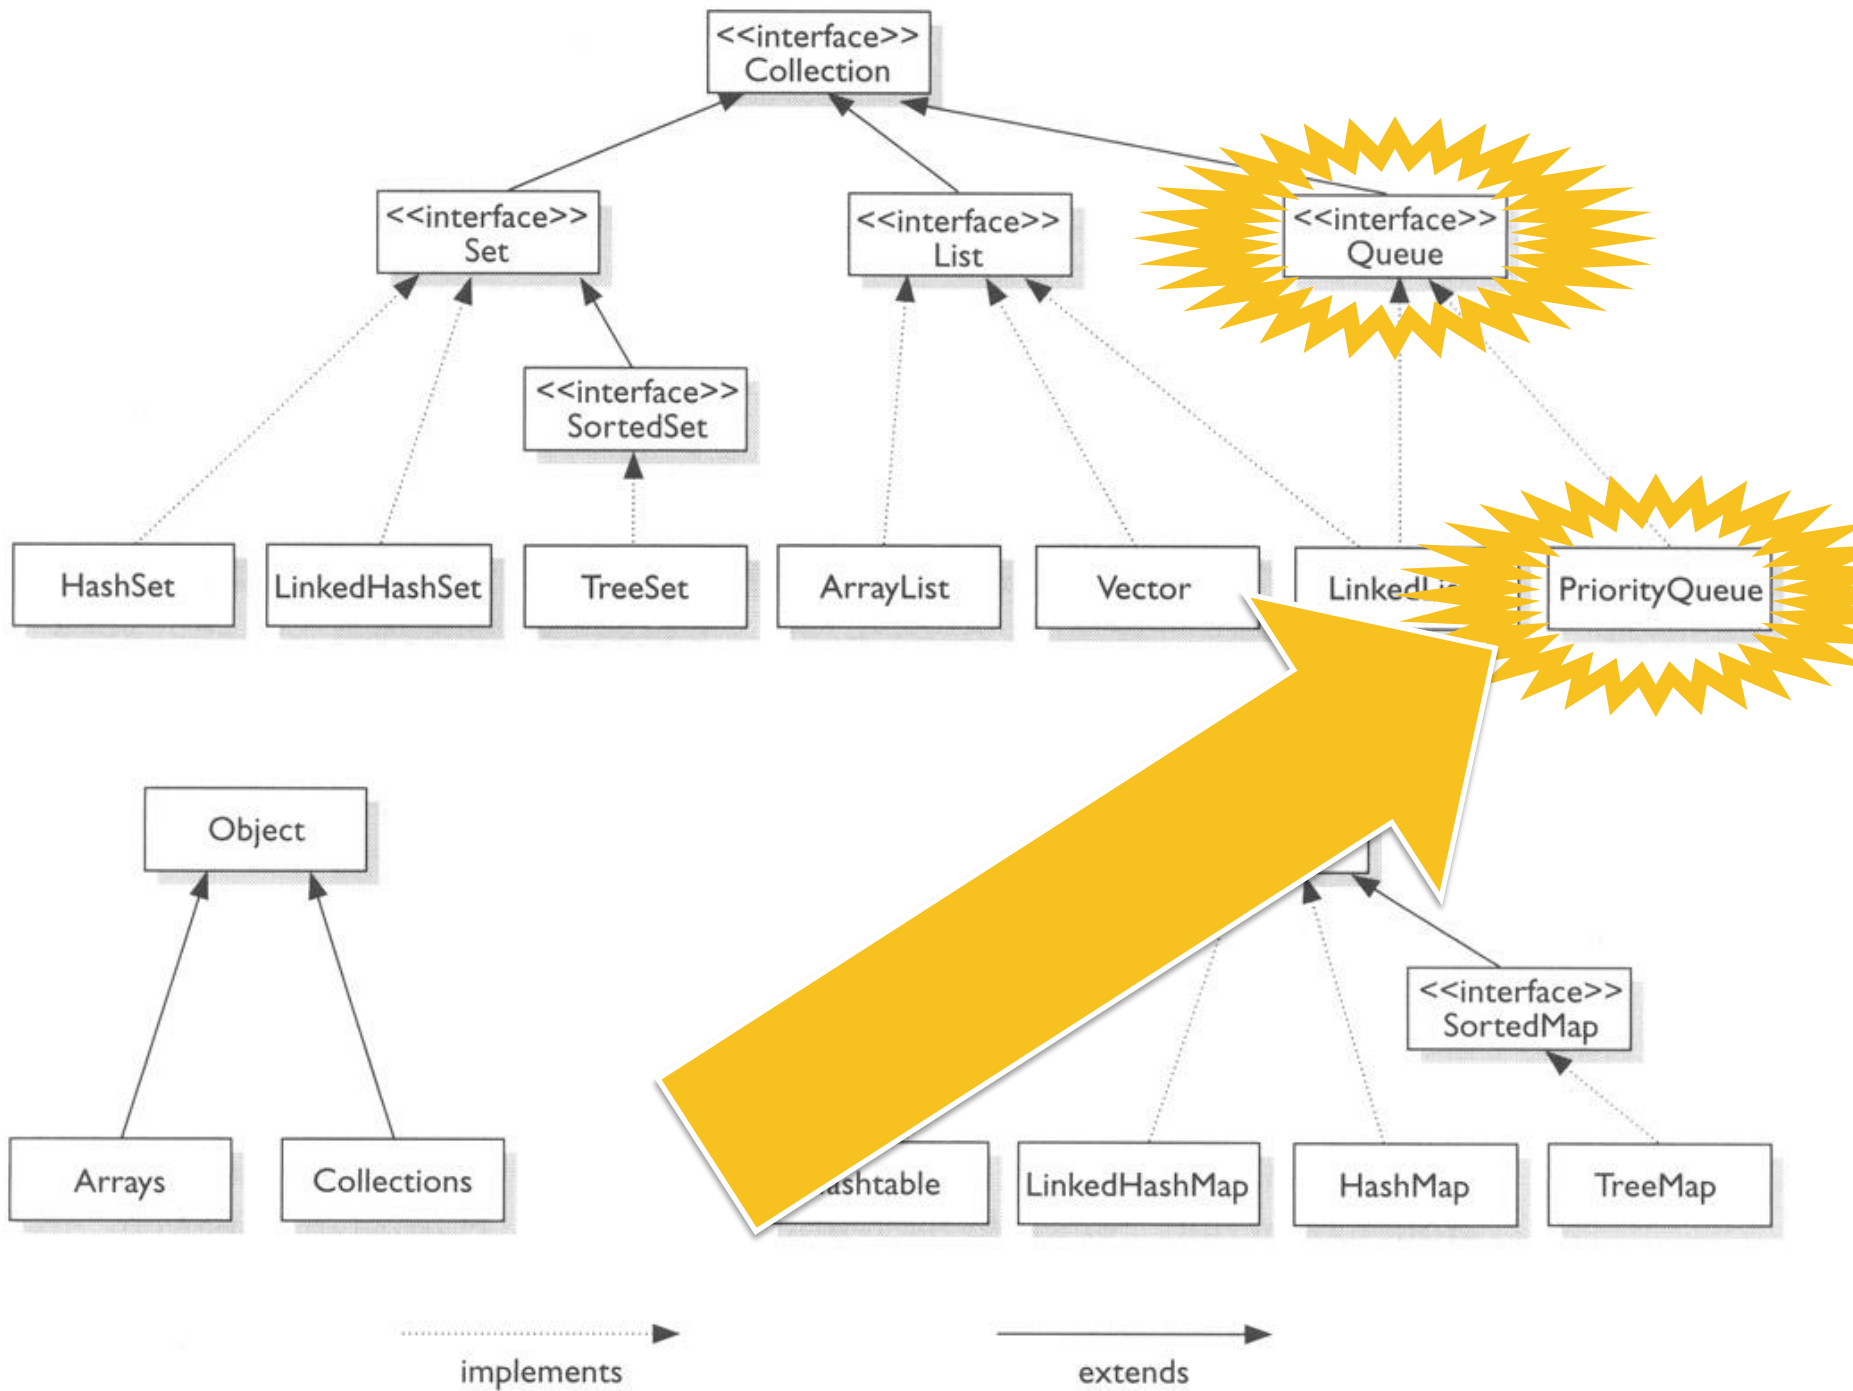 <<interface>>
Collection
<<interface>>
Set
<<interface>>
List
<<interface>>
Queue
<<interface>>
SortedSet
HashSet
LinkedHashSet
TreeSet
ArrayList
Vector
PriorityQueue
Object
<<interface>>
SortedMap
Arrays
Collections
LinkedHashMap
HashMap
TreeMap
implements
extends